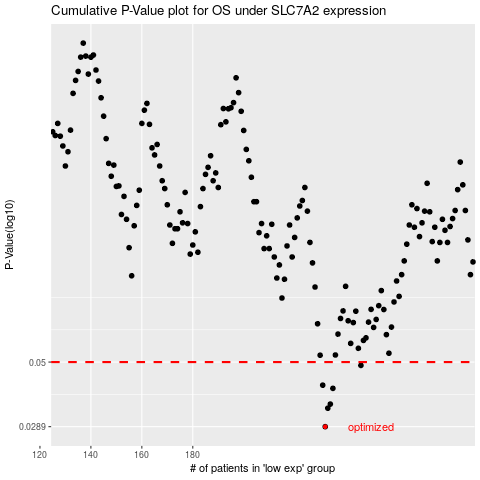 Cumulative P-Value plot for OS under SLC7A2 expression
P-Value(log10)
0.05
0.0289
optimized
120 140 160 180
# of patients in 'low exp' group